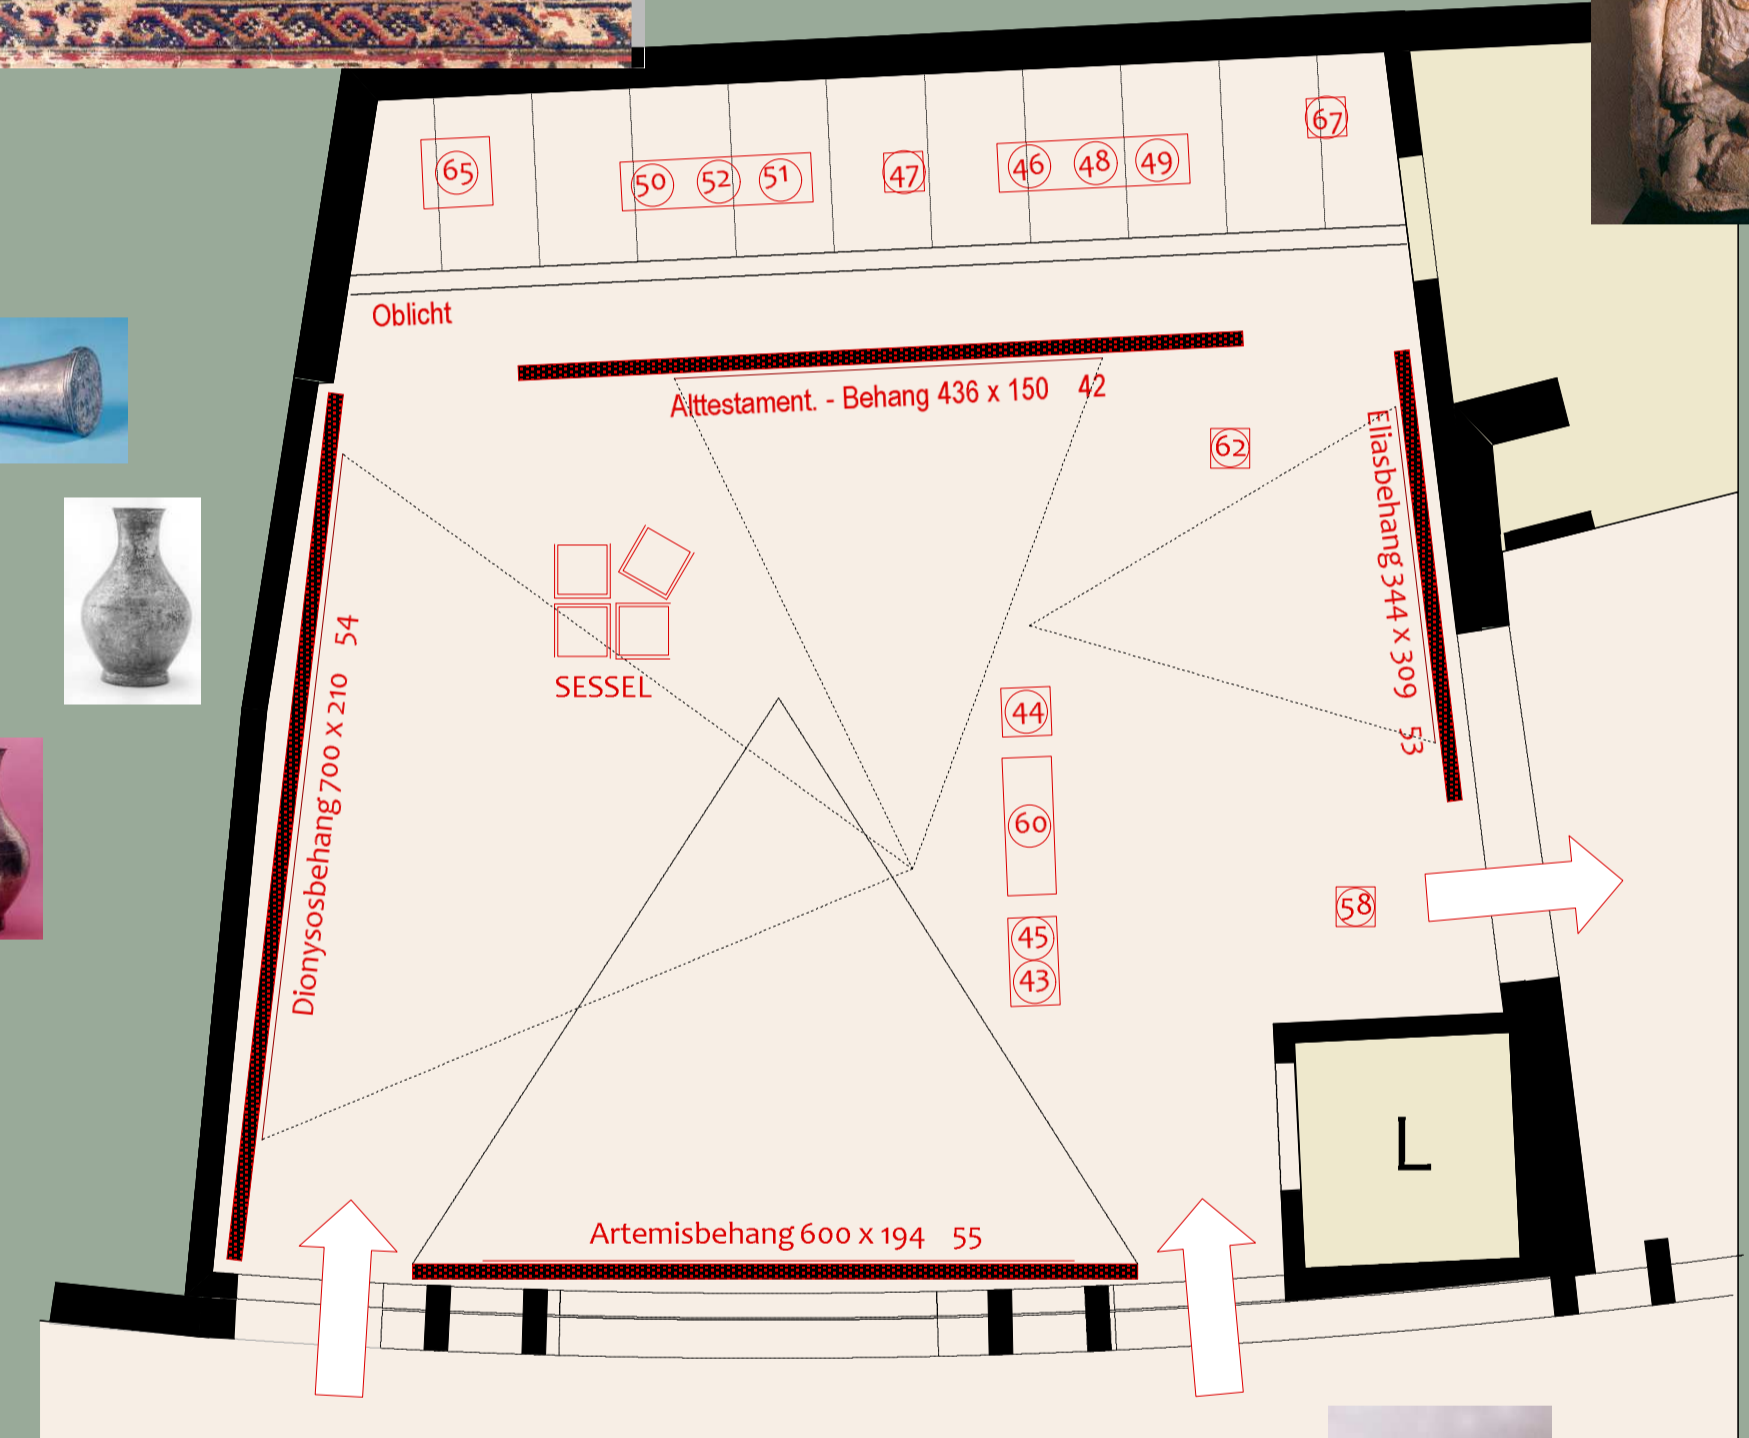 67
65
50 52 51
47
46 48 49
Oblicht
Alttestament. - Behang 436 x 150 42
62
Eliasbehang 344 x 309 53
Dionysosbehang 700 x 210 54
SESSEL
44
60
58
45
43
L
Artemisbehang 600 x 194 55